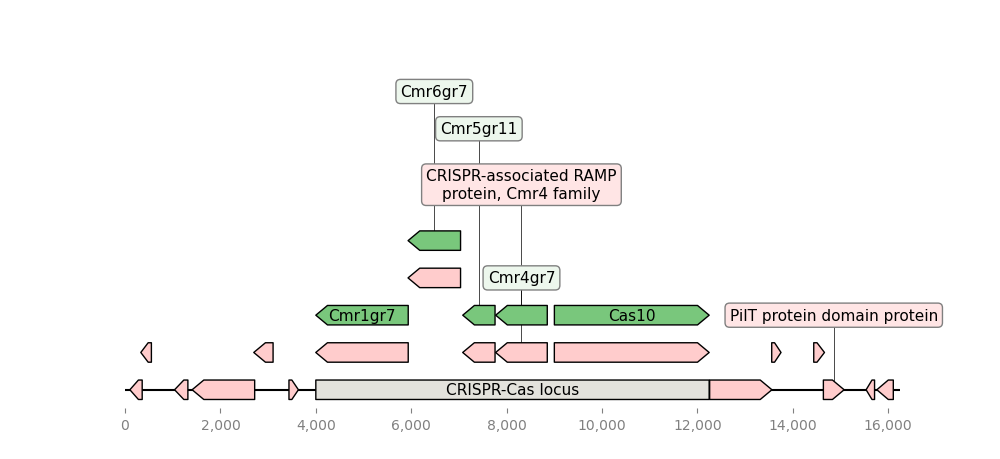 Cmr6gr7
Cmr5gr11
CRISPR-associated RAMP
protein, Cmr4 family
Cmr4gr7
Cmr1gr7
Cas10
PilT protein domain protein
CRISPR-Cas locus
0
2,000
4,000
6,000
8,000
10,000
12,000
14,000
16,000